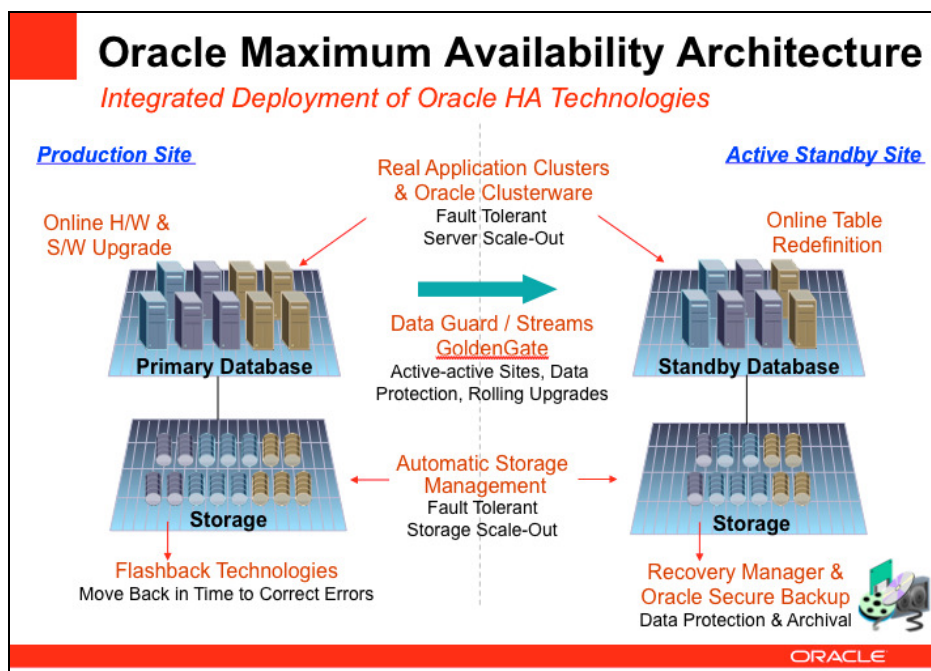 Oracle Maximum Availability Architecture
Integrated Deployment of Oracle HA Technologies
Production Site
Active Standby Site
Real Application Clusters
& Oracle Clusterware
Fault Tolerant
Server Scale-Out
Online H/W &
S/W Upgrade
Online Table
Redefinition
Primary Database
Data Guard / Streams
GoldenGate
Active-active Sites, Data
Protection, Rolling Upgrades
Standby Database
Storage
Automatic Storage
Management
Fault Tolerant
Storage Scale-Out
Storage
Flashback Technologies
Move Back in Time to Correct Errors
Recovery Manager &
Oracle Secure Backup
Data Protection & Archival
ORACLE